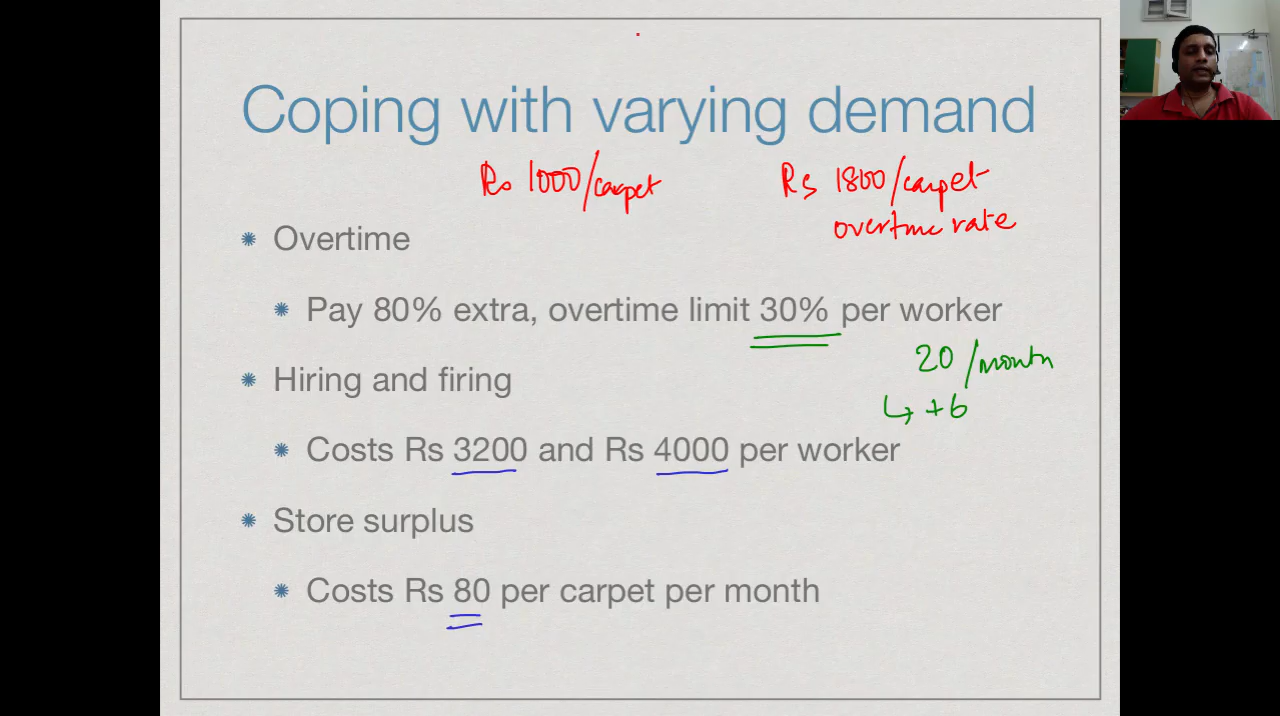 Coping with varying demand
Rs 1000/carpet
Rs 1800/carpet
overtime rate
Overtime
Pay 80% extra, overtime limit 30% per worker
20/month
↳ +6
Hiring and firing
Costs Rs 3200 and Rs 4000 per worker
Store surplus
Costs Rs 80 per carpet per month